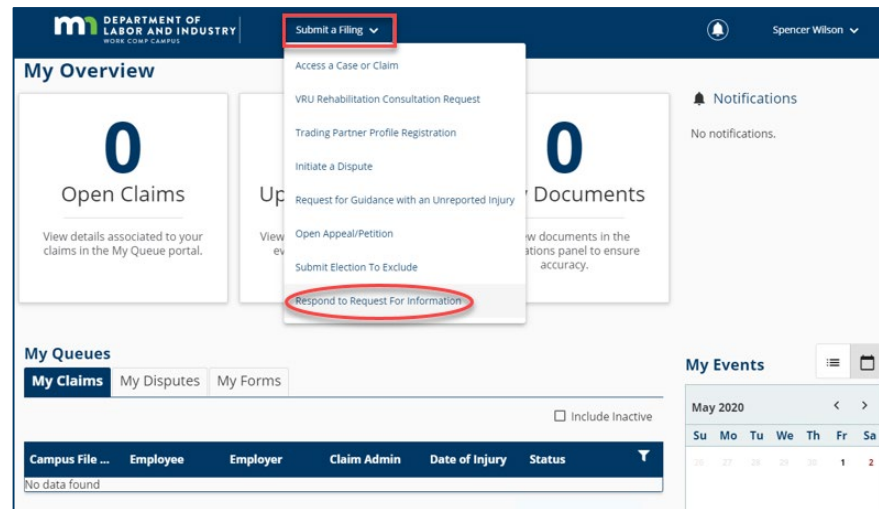 mn DEPARTMENT OF
LABOR AND INDUSTRY
WORK COMP CAMPUS
Submit a Filing
Spencer Wilson
My Overview
Access a Case or Claim
VRU Rehabilitation Consultation Request
Trading Partner Profile Registration
Initiate a Dispute
Request for Guidance with an Unreported Injury
Open Appeal/Petition
Submit Election To Exclude
Respond to Request For Information
0
Open Claims
View details associated to your
claims in the My Queue portal.
Up
View
ev
0
Documents
w documents in the
ations panel to ensure
accuracy.
Notifications
No notifications.
My Queues
My Claims My Disputes My Forms
Include Inactive
Campus File ... Employee Employer Claim Admin Date of Injury Status
No data found
My Events
May 2020
Su Mo Tu We Th Fr Sa
26 27 28 29 30 1 2